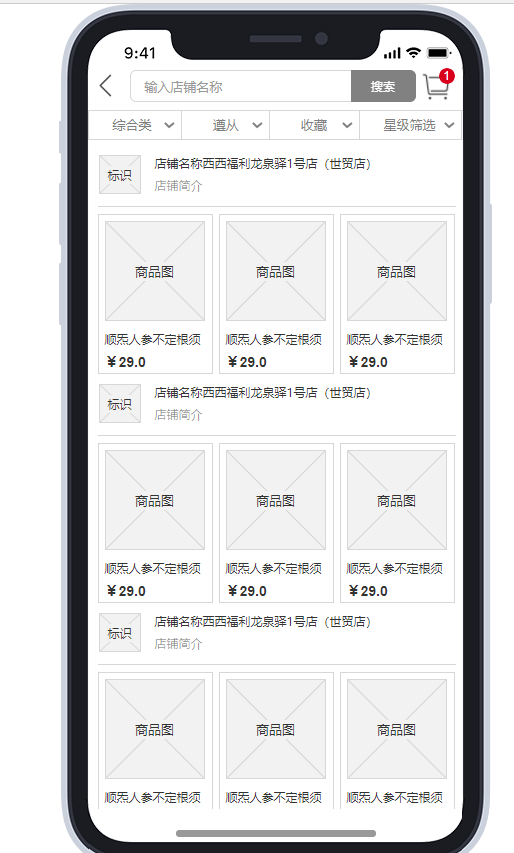 9:41
输入店铺名称 搜索 1
综合类 遵从 收藏 星级筛选
标识 店铺名称西西福利龙泉驿1号店（世贸店）
店铺简介
商品图 商品图 商品图
顺炁人参不定根须 顺炁人参不定根须 顺炁人参不定根须
￥29.0 ￥29.0 ￥29.0
标识 店铺名称西西福利龙泉驿1号店（世贸店）
店铺简介
商品图 商品图 商品图
顺炁人参不定根须 顺炁人参不定根须 顺炁人参不定根须
￥29.0 ￥29.0 ￥29.0
标识 店铺名称西西福利龙泉驿1号店（世贸店）
店铺简介
商品图 商品图 商品图
顺炁人参不定根须 顺炁人参不定根须 顺炁人参不定根须